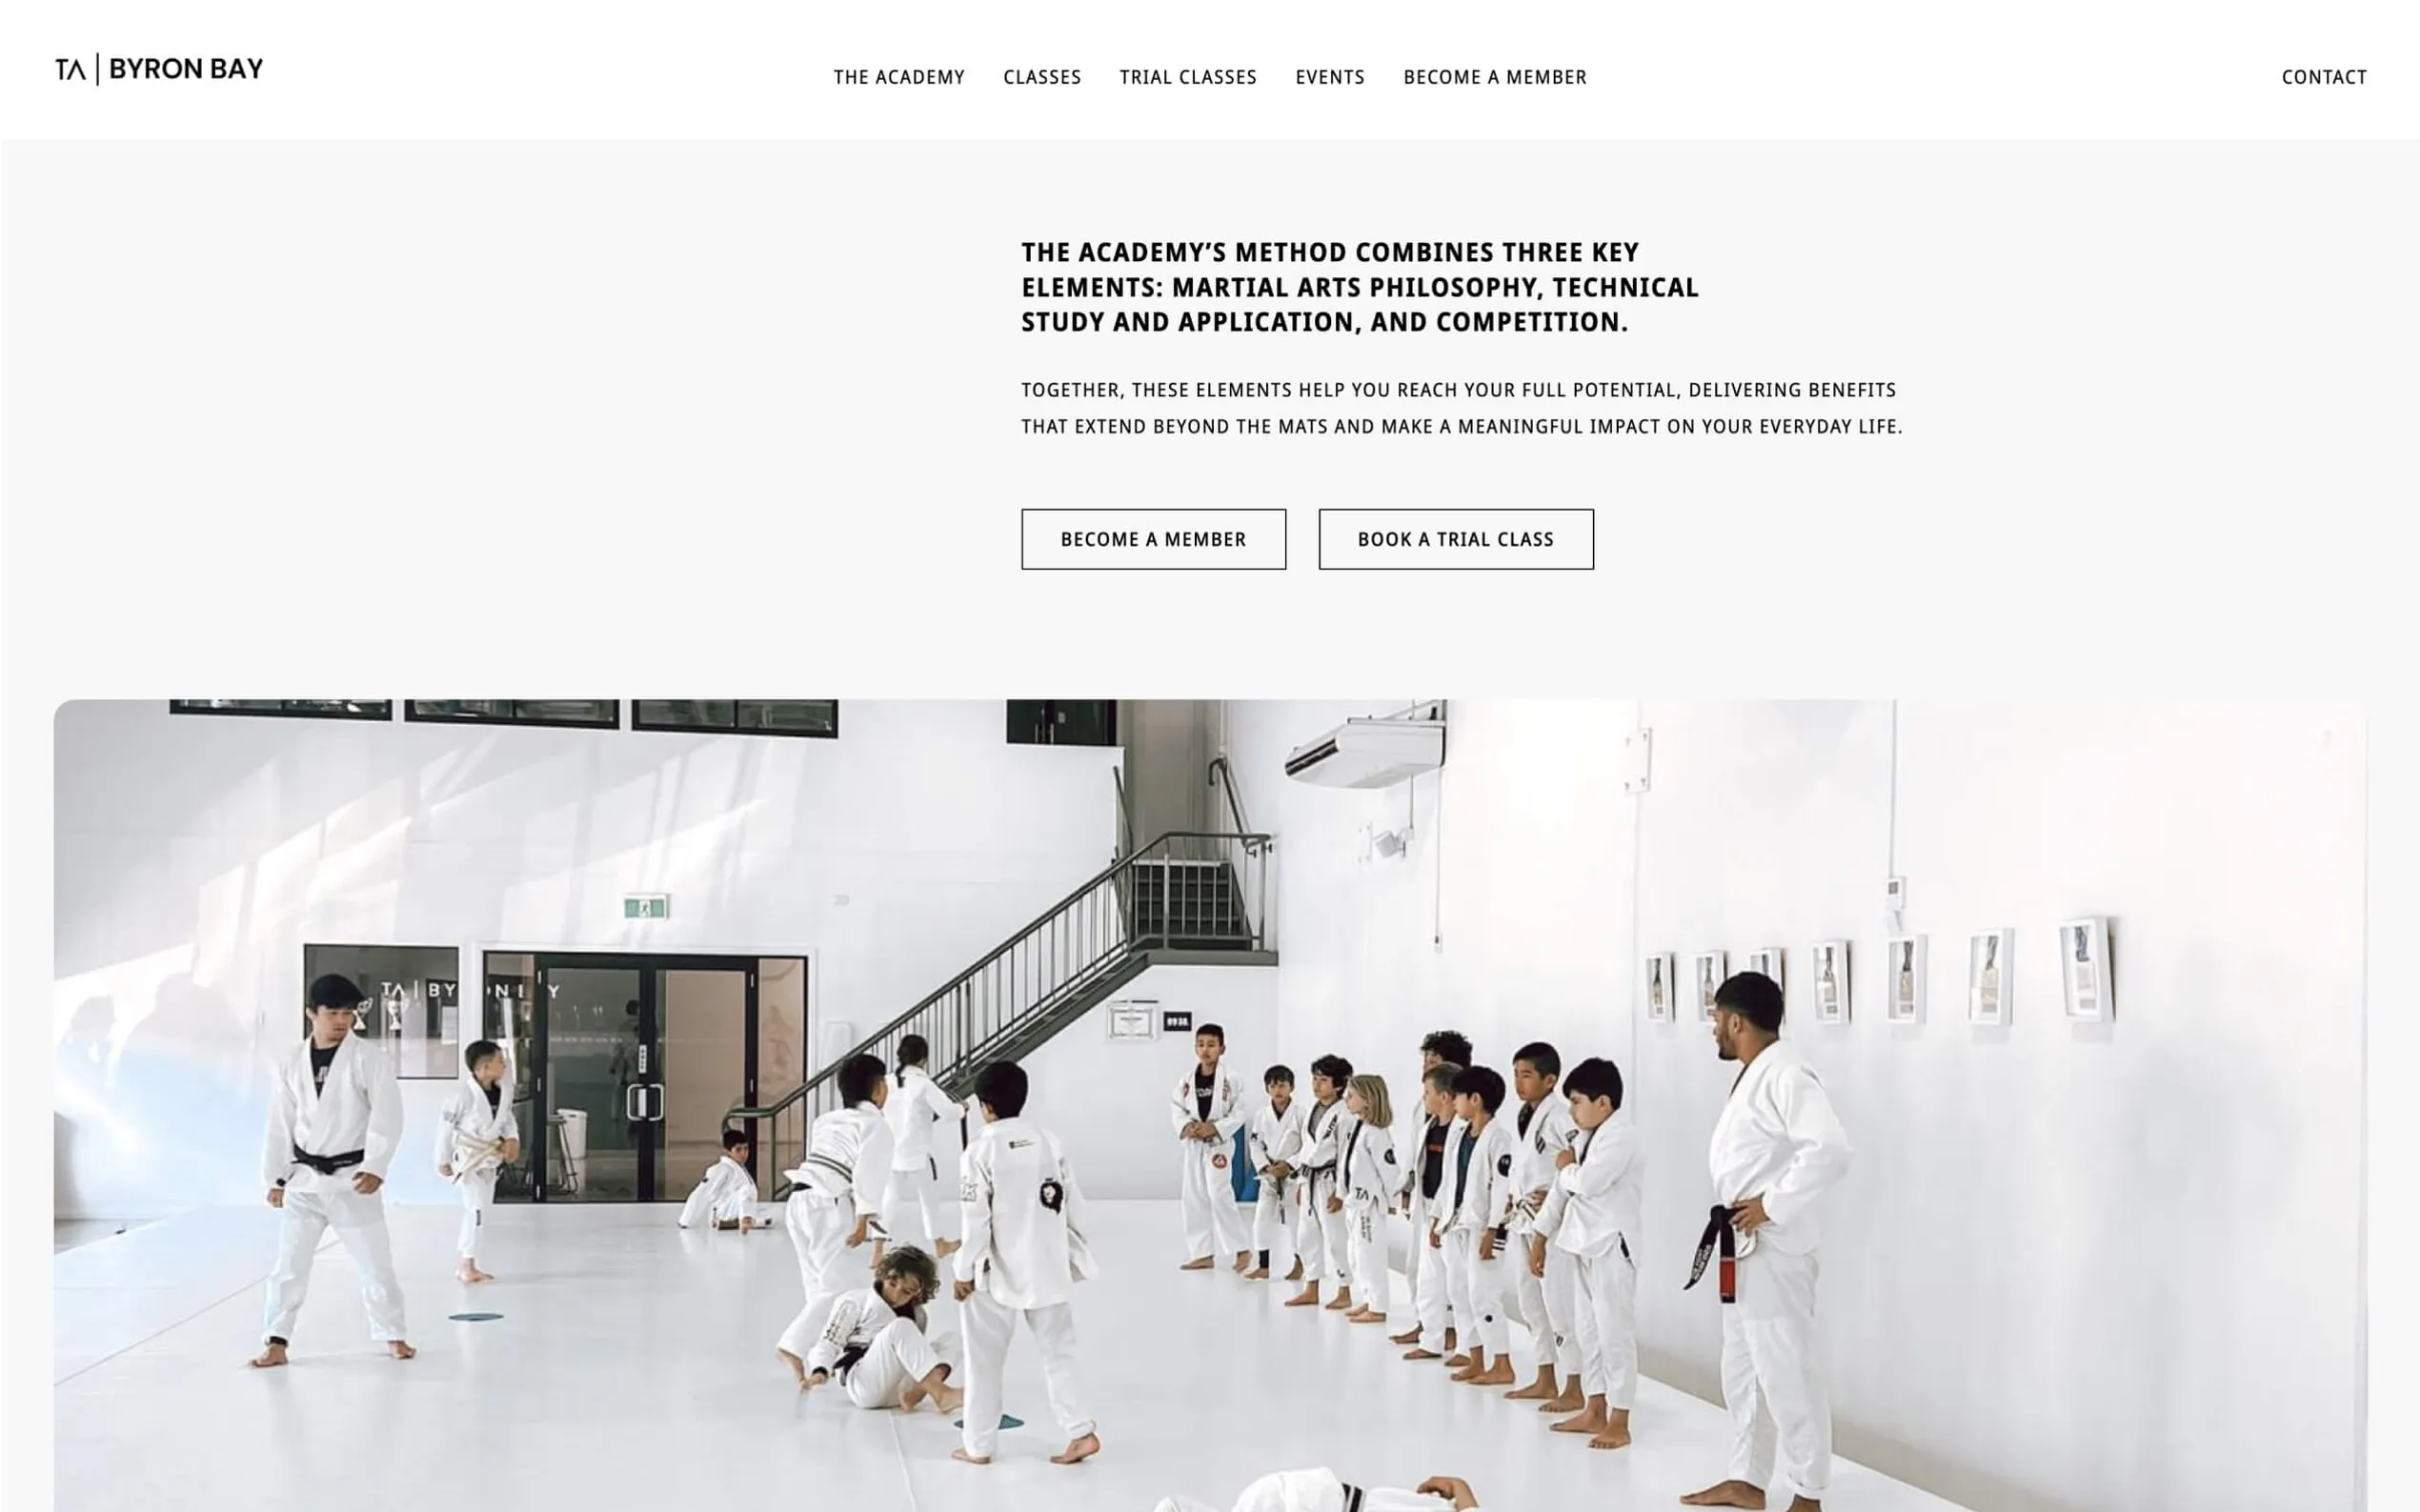 TA | BYRON BAY
THE ACADEMY
CLASSES
TRIAL CLASSES
EVENTS
BECOME A MEMBER
CONTACT
THE ACADEMY’S METHOD COMBINES THREE KEY
ELEMENTS: MARTIAL ARTS PHILOSOPHY, TECHNICAL
STUDY AND APPLICATION, AND COMPETITION.
TOGETHER, THESE ELEMENTS HELP YOU REACH YOUR FULL POTENTIAL, DELIVERING BENEFITS
THAT EXTEND BEYOND THE MATS AND MAKE A MEANINGFUL IMPACT ON YOUR EVERYDAY LIFE.
BECOME A MEMBER
BOOK A TRIAL CLASS
TA | BY
TA